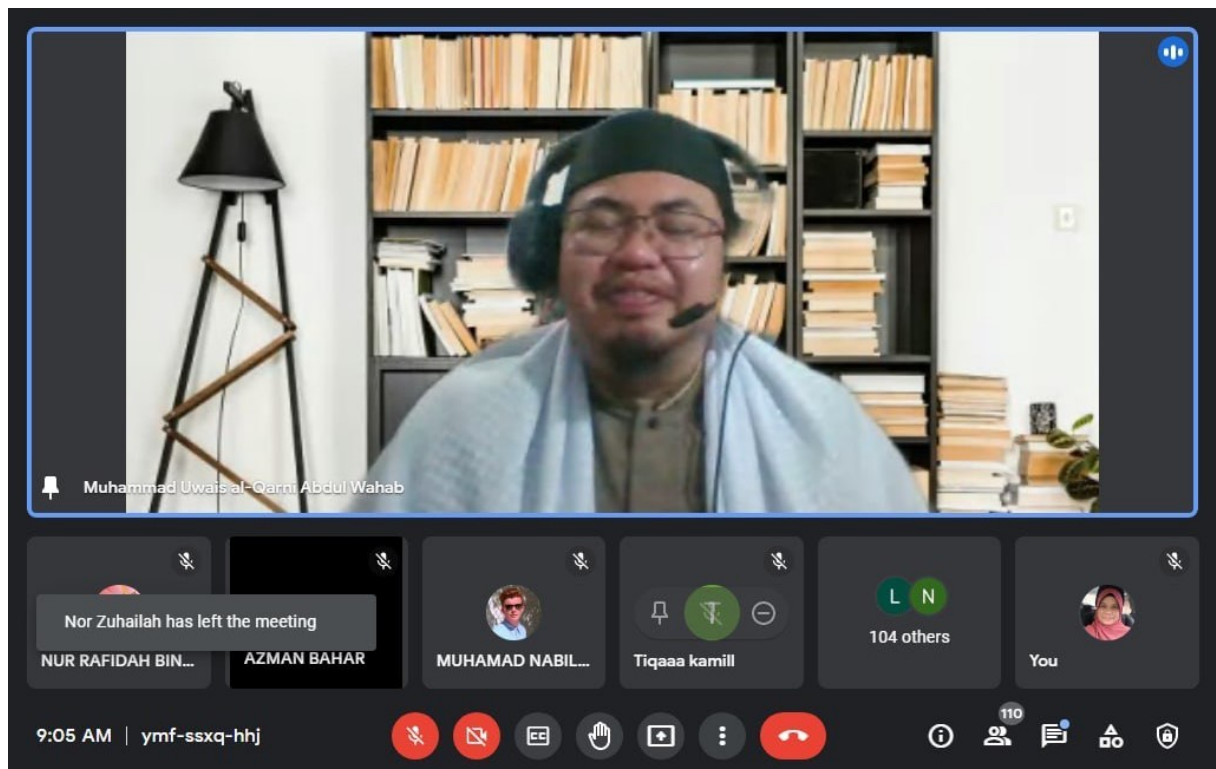 Muhammad Uwais al-Qarni Abdul Wahab
Nor Zuhailah has left the meeting
NUR RAFIDAH BIN...
AZMAN BAHAR
MUHAMAD NABIL...
Tiqaaa kamill
L N
104 others
You
9:05 AM | ymf-ssxq-hhj
CC
110